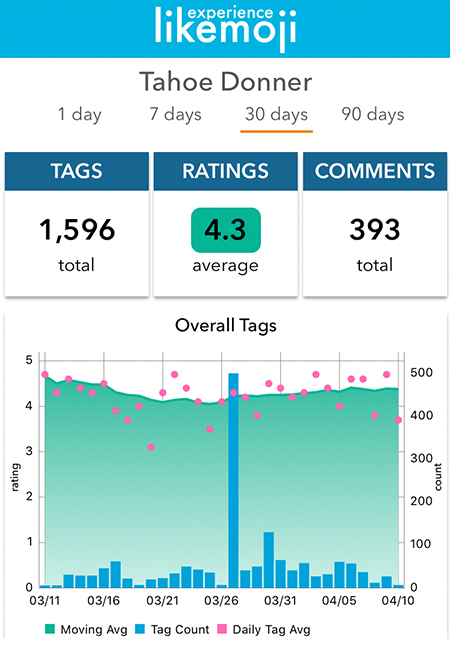 experience
likemoji
Tahoe Donner
1 day 7 days 30 days 90 days
TAGS RATINGS COMMENTS
1,596 4.3 393
total average total
Overall Tags
5 500
4 400
3 300
rating count
2 200
1 100
0 0
03/11 03/16 03/21 03/26 03/31 04/05 04/10
Moving Avg Tag Count Daily Tag Avg